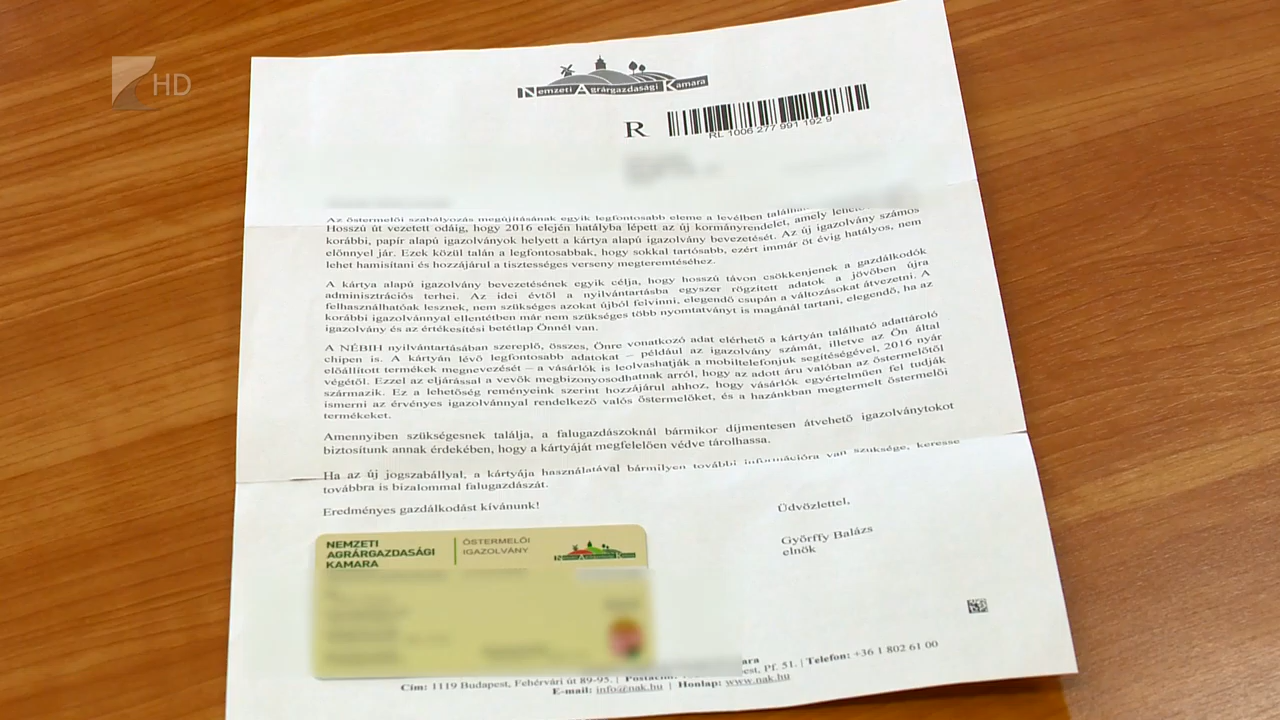 HD
Nemzeti Agrárgazdasági Kamara
R
RL 1006 277 991 192 9
Az őstermelői szabályozás megújításának egyik legfontosabb eleme a levélben
Hosszú út vezetett odáig, hogy 2016 elején hatályba lépett az új kormányrendelet, amely
korábbi, papír alapú igazolványok helyett a kártya alapú igazolvány bevezetését. Az új igazolvány számos
előnnyel jár. Ezek közül talán a legfontosabbak, hogy sokkal tartósabb, ezért immár öt évig hatályos, nem
lehet hamisítani és hozzájárul a tisztességes verseny megteremtéséhez.
A kártya alapú igazolvány bevezetésének egyik célja, hogy hosszú távon csökkenjenek a gazdálkodók
adminisztrációs terhei. Az idei évtől a nyilvántartásba egyszer rögzített adatok a jövőben újra
felhasználhatóak lesznek, nem szükséges azokat újból felvinni, elegendő csupán a változásokat átvezetni. A
korábbi igazolvánnyal ellentétben már nem szükséges több nyomtatványt is magánál tartani, elegendő, ha az
igazolvány és az értékesítési betétlap Önnél van.
A NÉBIH nyilvántartásában szereplő, összes, Önre vonatkozó adat elérhető a kártyán található adattároló
chipen is. A kártyán lévő legfontosabb adatokat – például az igazolvány számát, illetve az Ön által
előállított termékek megnevezését – a vásárlók is leolvashatják a mobiltelefonjuk segítségével, 2016 nyár
végétől. Ezzel az eljárással a vevők megbizonyosodhatnak arról, hogy az adott áru valóban az őstermelőtől
származik. Ez a lehetőség reményeink szerint hozzájárul ahhoz, hogy vásárlók egyértelműen fel tudják
ismerni az érvényes igazolvánnyal rendelkező valós őstermelőket, és a hazánkban megtermelt őstermelői
termékeket.
Amennyiben szükségesnek találja, a falugazdászoknál bármikor díjmentesen átvehető igazolványtokot
biztosítunk annak érdekében, hogy a kártyáját megfelelően védve tárolhassa.
Ha az új jogszabállyal, a kártyája használatával bármilyen további információra van szüksége, keresse
továbbra is bizalommal falugazdászát.
Eredményes gazdálkodást kívánunk!
Üdvözlettel,
Győrffy Balázs
elnök
NEMZETI
AGRÁRGAZDASÁGI
KAMARA
ŐSTERMELŐI
IGAZOLVÁNY
Nemzeti Agrárgazdasági Kamara
Cím: 1119 Budapest, Fehérvári út 89-95. | Pf. 51. | Telefon: +36 1 802 61 00
E-mail: info@nak.hu | Honlap: www.nak.hu